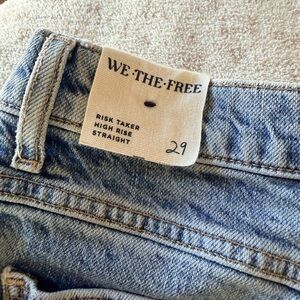 WE·THE·FREE
RISK TAKER
HIGH RISE
STRAIGHT
29